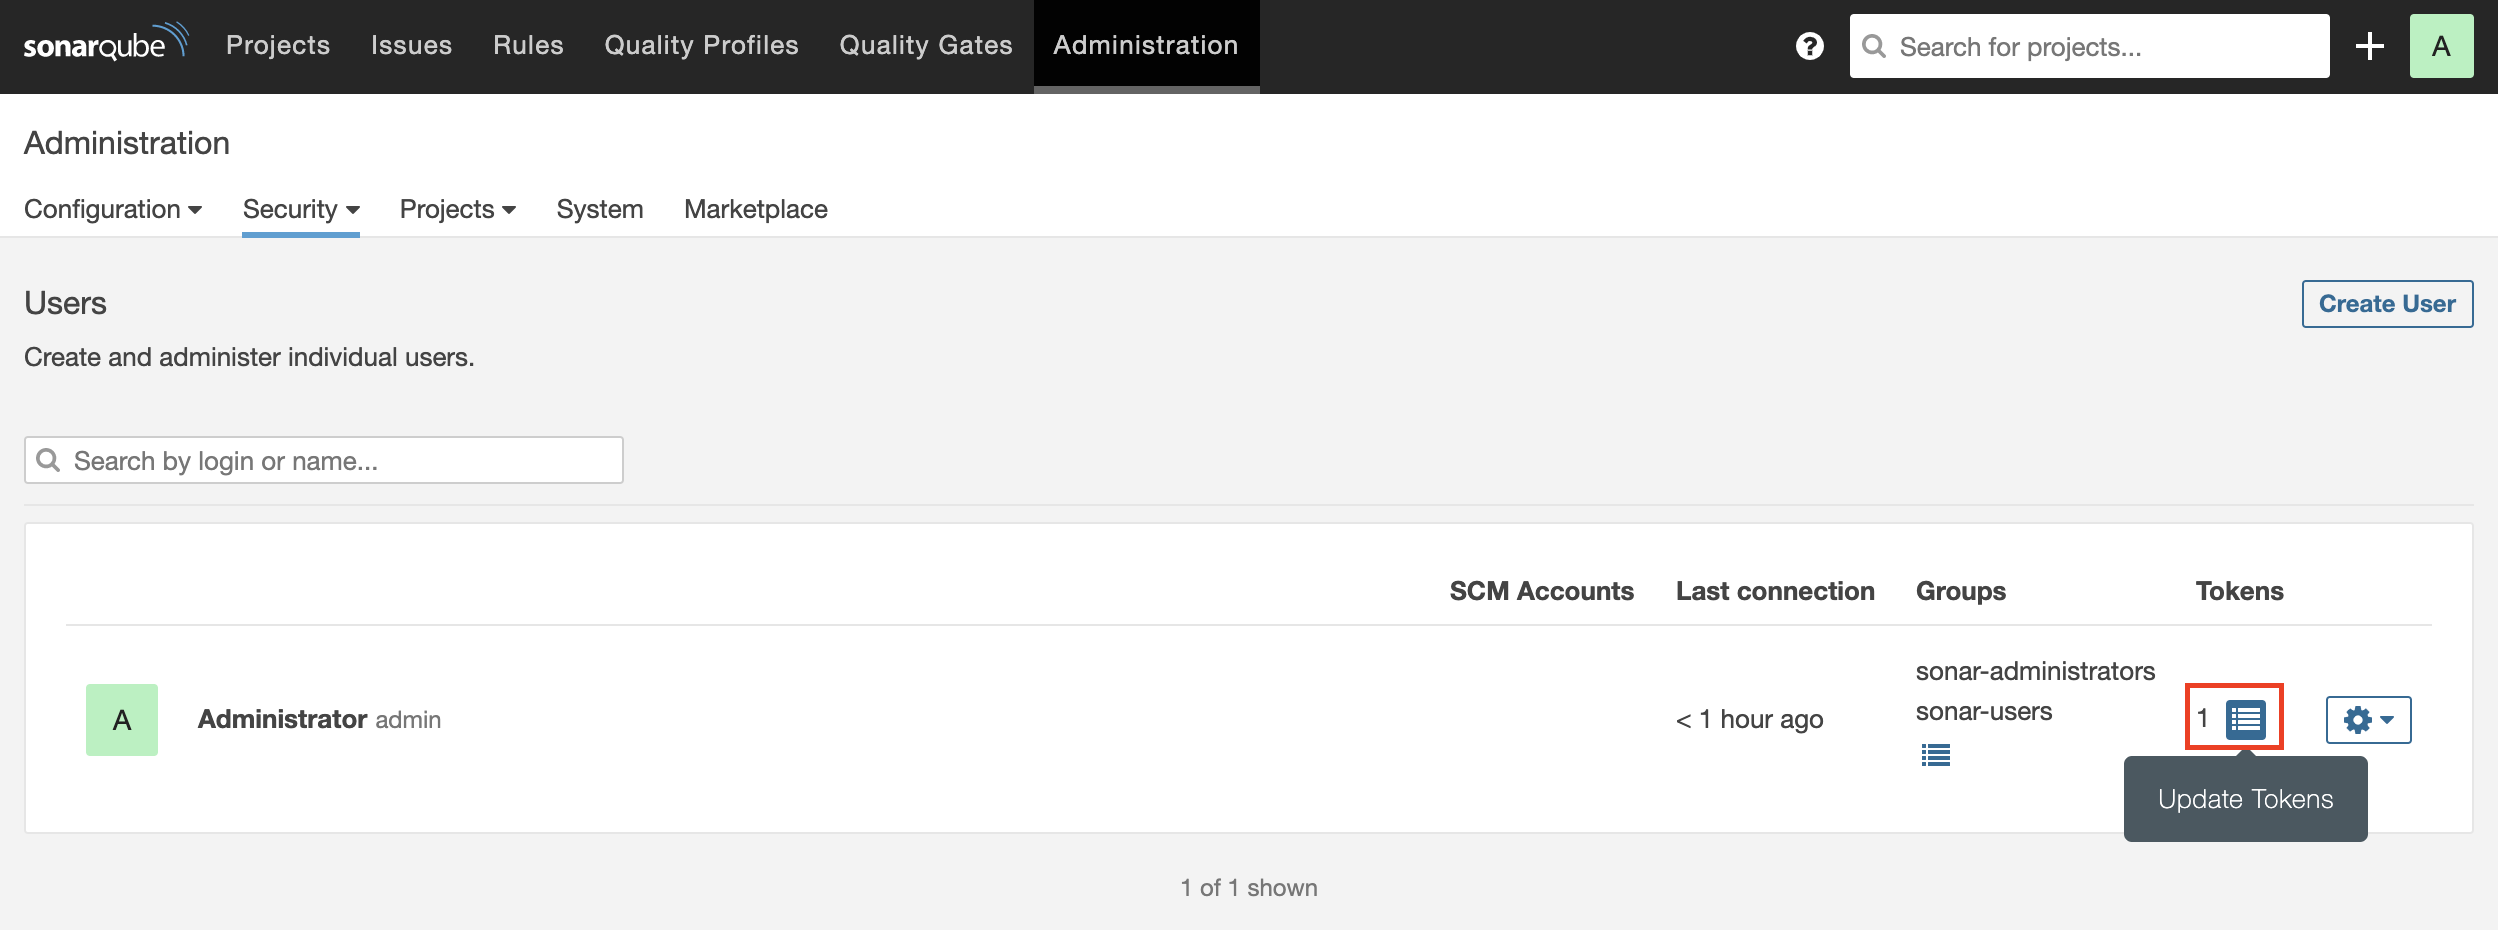 sonarqube Projects Issues Rules Quality Profiles Quality Gates Administration ? Search for projects... A
Administration
Configuration Security Projects System Marketplace
Users
Create User
Create and administer individual users.
Search by login or name...
SCM Accounts Last connection Groups Tokens
A Administrator admin < 1 hour ago sonar-administrators
sonar-users
1
Update Tokens
1 of 1 shown